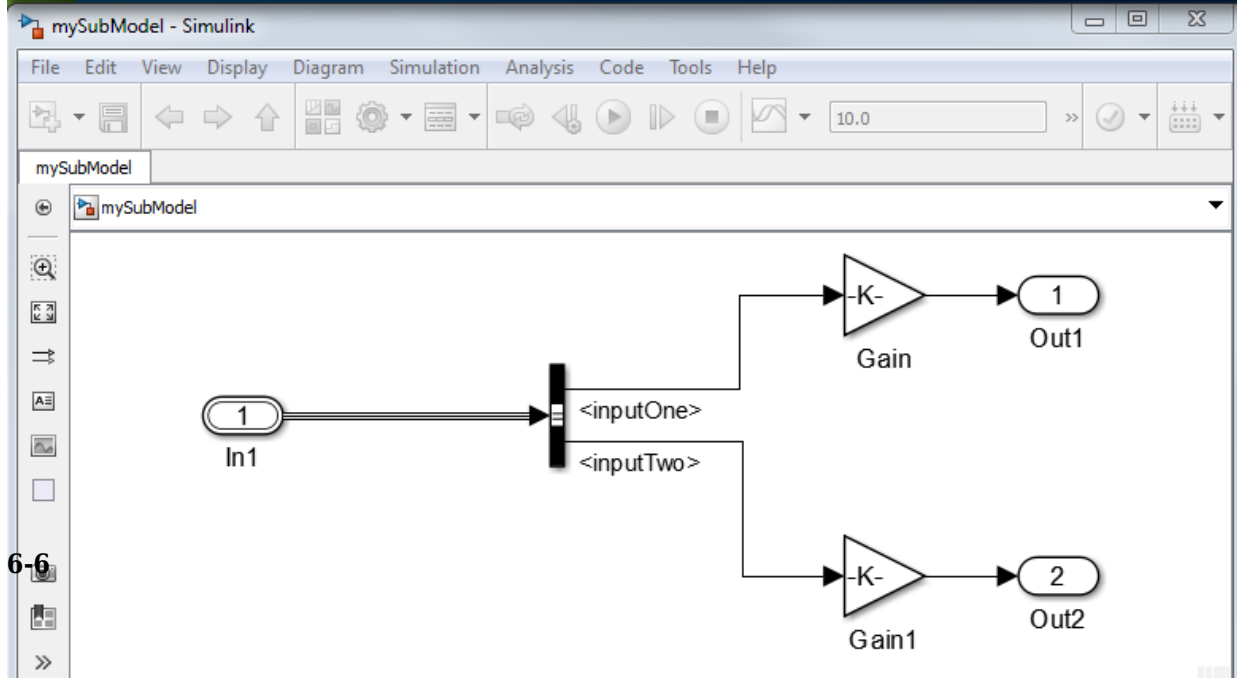 mySubModel - Simulink
File Edit View Display Diagram Simulation Analysis Code Tools Help
10.0
mySubModel
mySubModel
-K-
1
Out1
Gain
<inputOne>
1
In1
<inputTwo>
6-6
-K-
2
Out2
Gain1